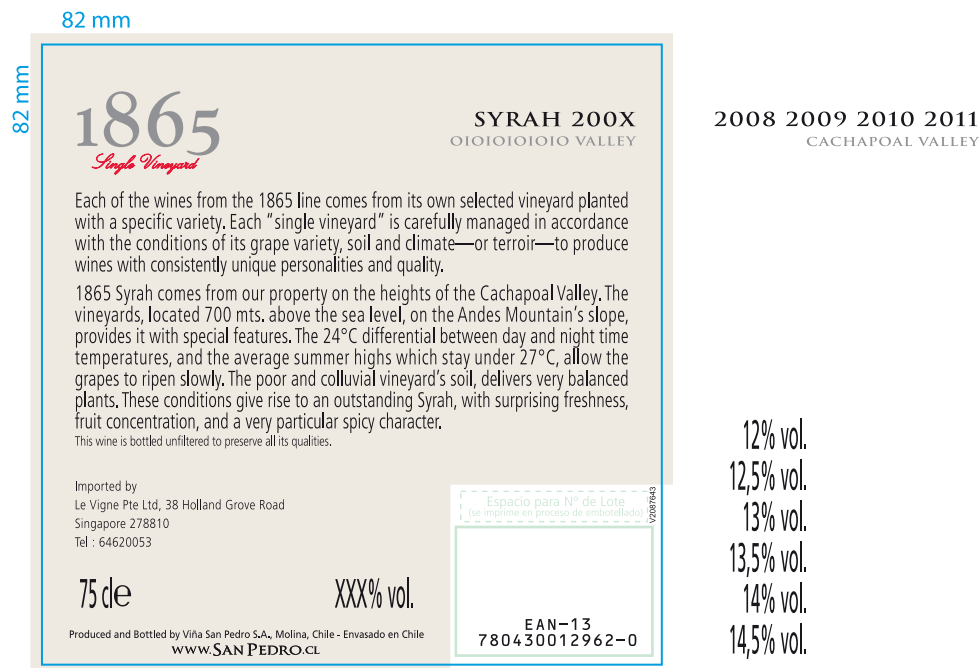 82 mm
82 mm
1865
Single Vineyard
SYRAH 200X
OIOIOIOIOIO VALLEY
2008 2009 2010 2011
CACHAPOAL VALLEY
Each of the wines from the 1865 line comes from its own selected vineyard planted
with a specific variety. Each “single vineyard” is carefully managed in accordance
with the conditions of its grape variety, soil and climate—or terroir—to produce
wines with consistently unique personalities and quality.
1865 Syrah comes from our property on the heights of the Cachapoal Valley. The
vineyards, located 700 mts. above the sea level, on the Andes Mountain’s slope,
provides it with special features. The 24°C differential between day and night time
temperatures, and the average summer highs which stay under 27°C, allow the
grapes to ripen slowly. The poor and colluvial vineyard’s soil, delivers very balanced
plants. These conditions give rise to an outstanding Syrah, with surprising freshness,
fruit concentration, and a very particular spicy character.
This wine is bottled unfiltered to preserve all its qualities.
Imported by
Le Vigne Pte Ltd, 38 Holland Grove Road
Singapore 278810
Tel : 64620053
75 cl℮
XXX% vol.
Produced and Bottled by Viña San Pedro S.A., Molina, Chile - Envasado en Chile
WWW.SAN PEDRO.CL
Espacio para Nº de Lote
(se imprime en proceso de embotellado)
V2087643
EAN-13
780430012962-0
12% vol.
12,5% vol.
13% vol.
13,5% vol.
14% vol.
14,5% vol.